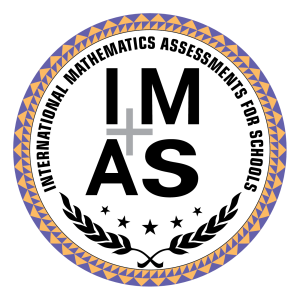 INTERNATIONAL MATHEMATICS ASSESSMENTS FOR SCHOOLS
IM
AS